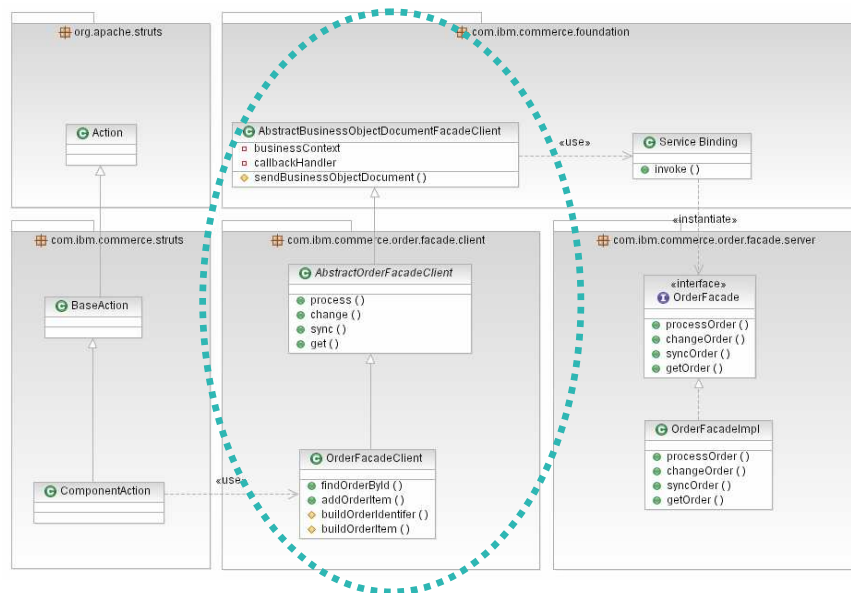 org.apache.struts
Action
com.ibm.commerce.foundation
AbstractBusinessObjectDocumentFacadeClient
businessContext
callbackHandler
sendBusinessObjectDocument ( )
«use»
Service Binding
invoke ( )
«instantiate»
com.ibm.commerce.struts
BaseAction
ComponentAction
«use»
com.ibm.commerce.order.facade.client
AbstractOrderFacadeClient
process ( )
change ( )
sync ( )
get ( )
OrderFacadeClient
findOrderById ( )
addOrderItem ( )
buildOrderIdentifer ( )
buildOrderItem ( )
com.ibm.commerce.order.facade.server
«interface»
OrderFacade
processOrder ( )
changeOrder ( )
syncOrder ( )
getOrder ( )
OrderFacadeImpl
processOrder ( )
changeOrder ( )
syncOrder ( )
getOrder ( )